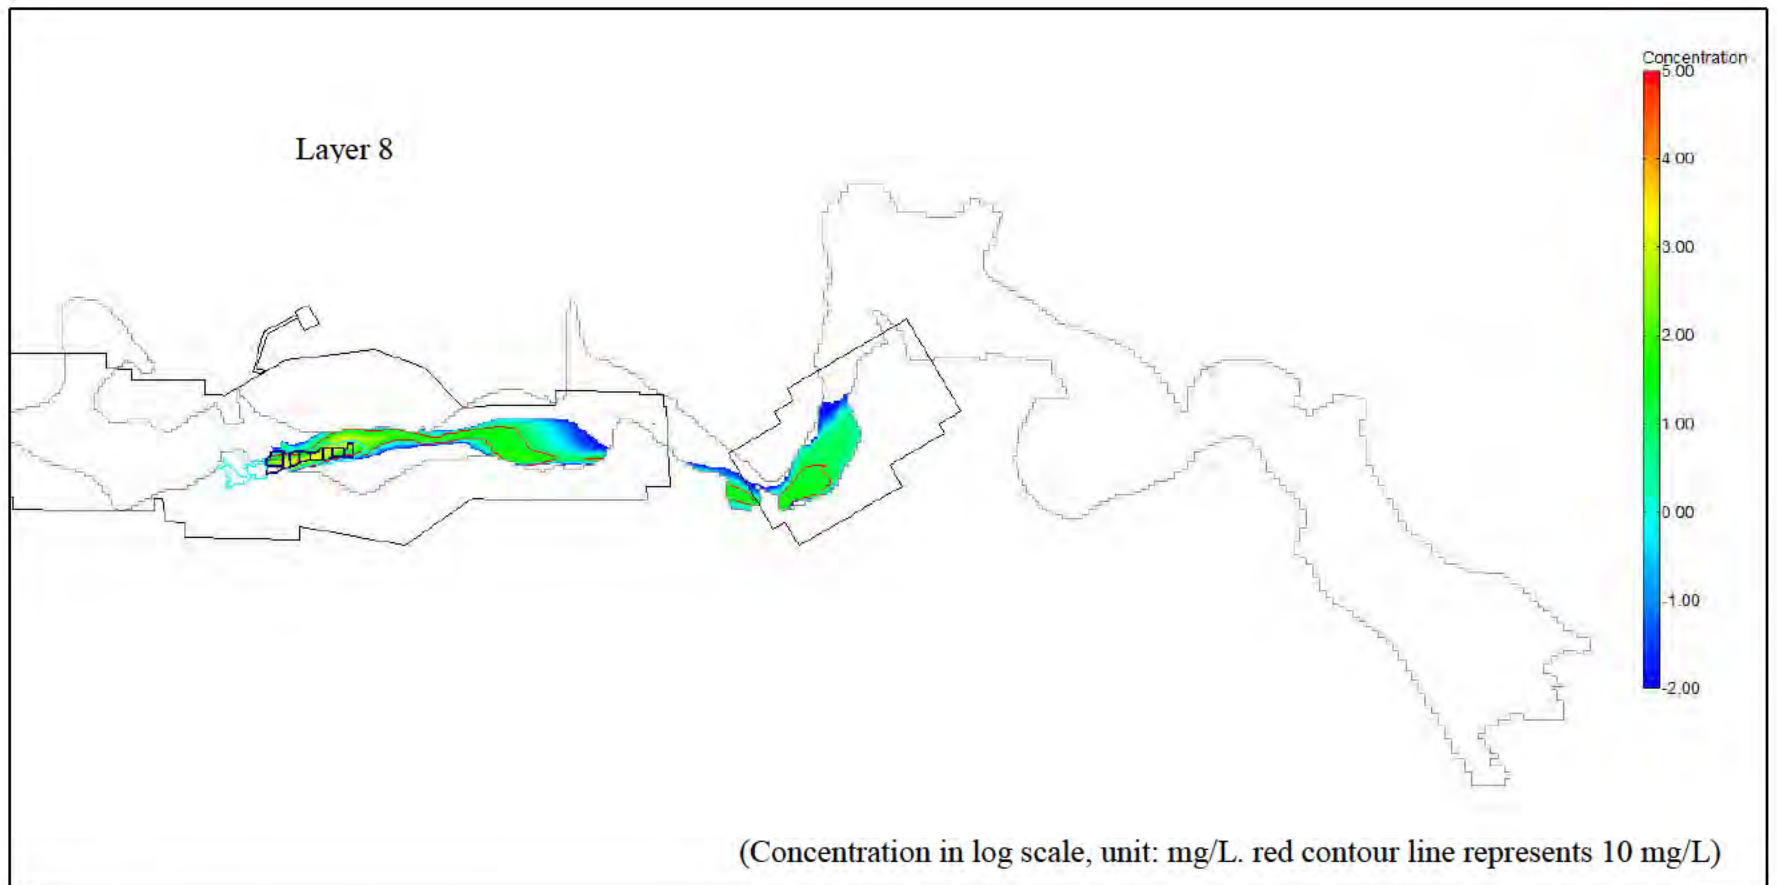 Concentration
5.00
Layer 8
4.00
3.00
2.00
1.00
0.00
-1.00
-2.00
(Concentration in log scale, unit: mg/L. red contour line represents 10 mg/L)